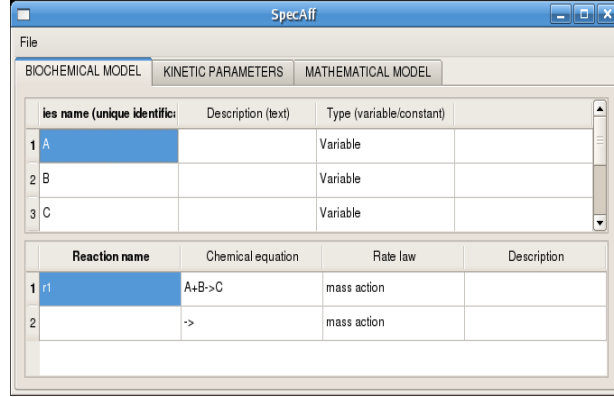 SpecAff
File
BIOCHEMICAL MODEL KINETIC PARAMETERS MATHEMATICAL MODEL
ies name (unique identific Description (text) Type (variable/constant)
1 A Variable
2 B Variable
3 C Variable
Reaction name Chemical equation Rate law Description
1 r1 A+B->C mass action
2 -> mass action